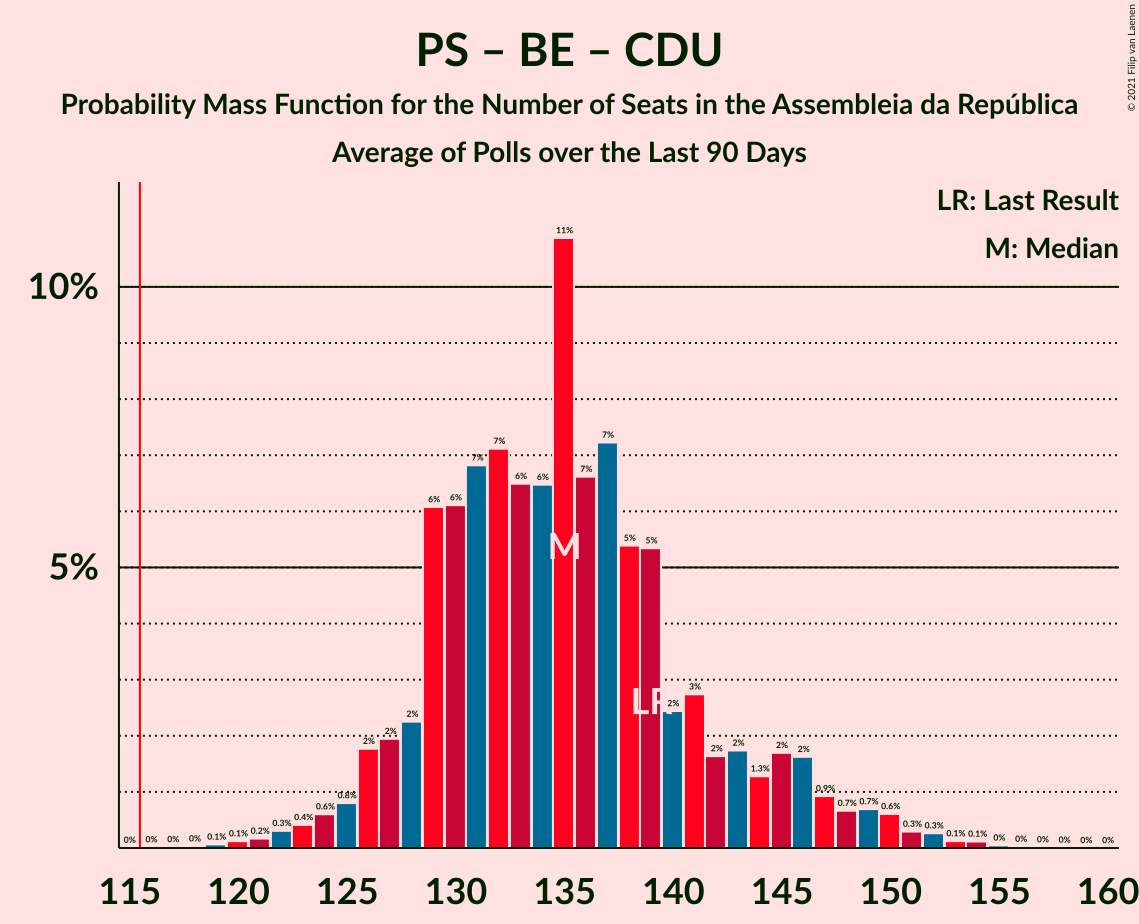 © 2021 Filip van Laenen
PS – BE – CDU
Probability Mass Function for the Number of Seats in the Assembleia da República
Average of Polls over the Last 90 Days
LR: Last Result
M: Median
10%
5%
0% 0% 0% 0% 0.1% 0.1% 0.2% 0.3% 0.4% 0.6% 0.8% 2% 2% 2% 6% 6% 7% 7% 6% 6% 11% 7% 7% 5% 5% 2% 3% 2% 2% 1.3% 2% 2% 0.9% 0.7% 0.7% 0.6% 0.3% 0.3% 0.1% 0.1% 0% 0% 0% 0% 0% 0%
M
LR
115 120 125 130 135 140 145 150 155 160